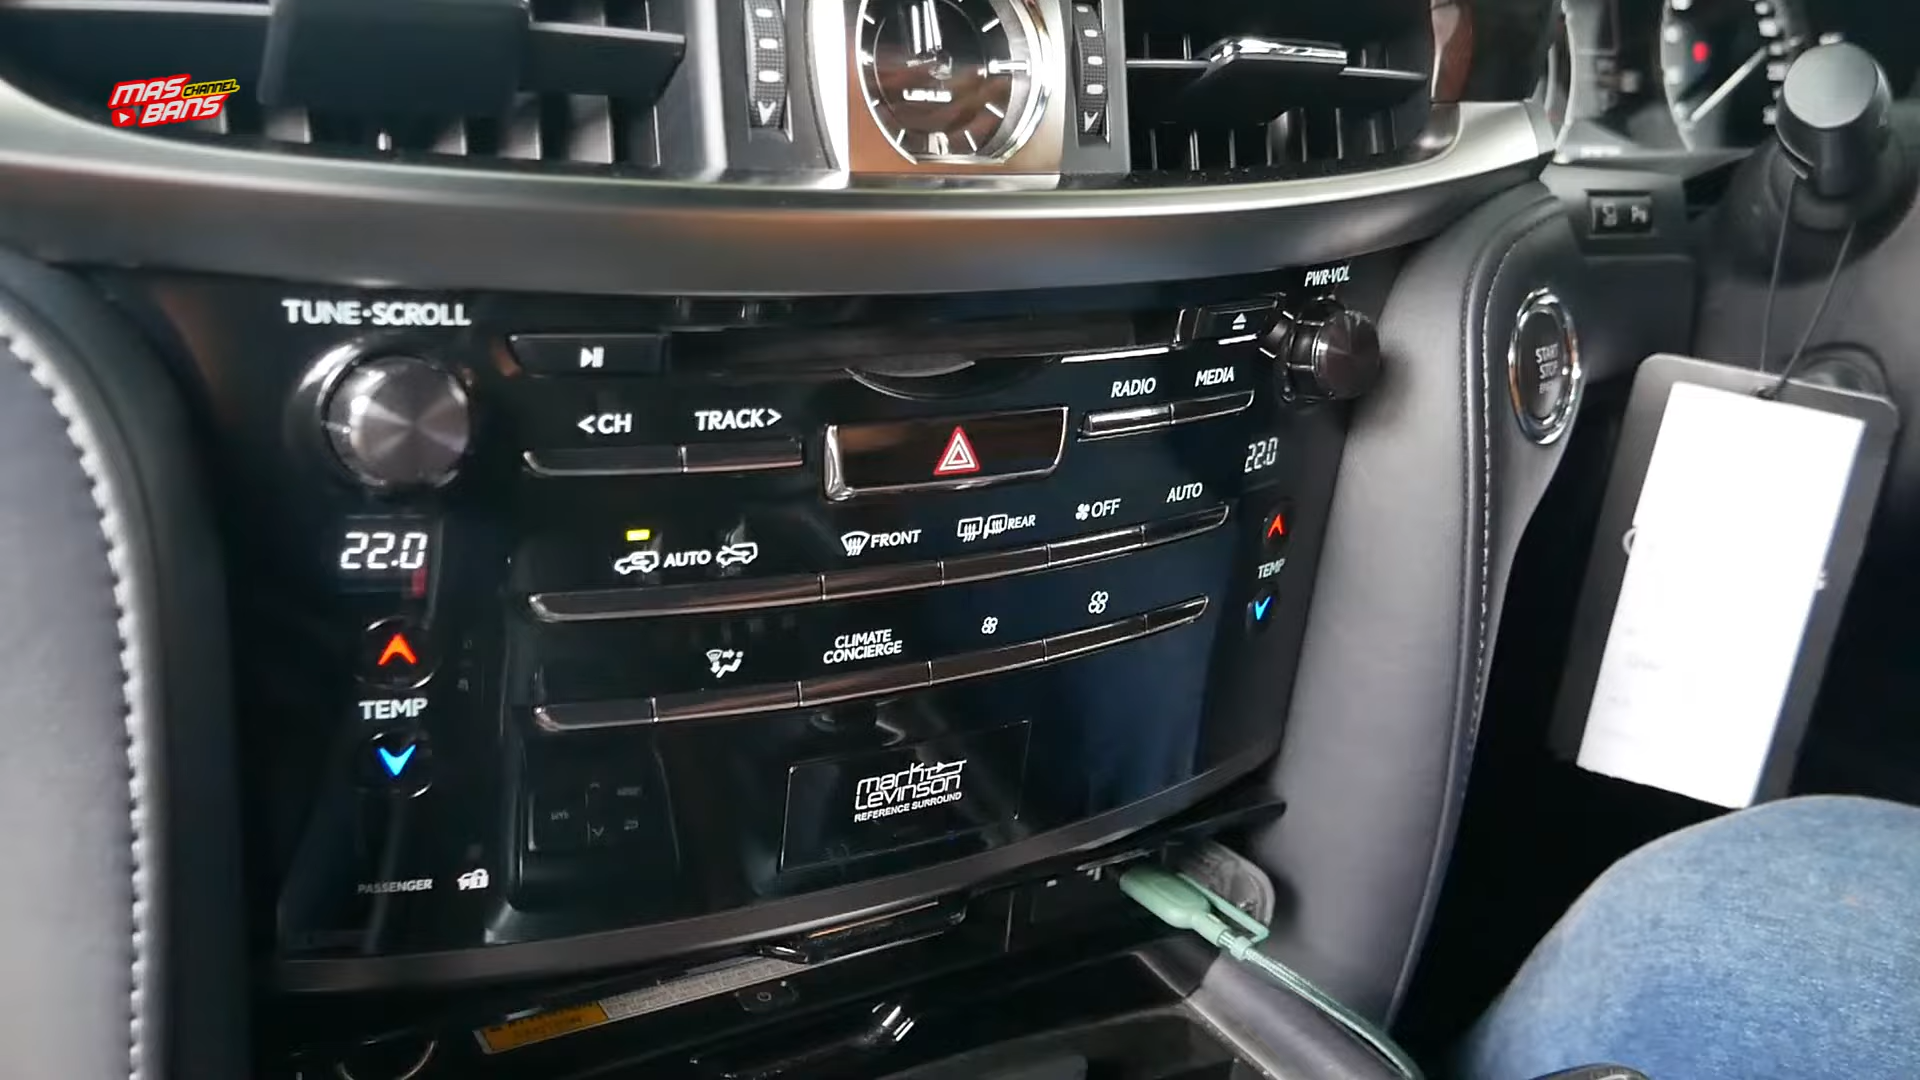 MAS CHANNEL
BANS
LEXUS
PWR·VOL
TUNE·SCROLL
RADIO
MEDIA
<CH
TRACK>
START
STOP
22.0
22.0
AUTO
FRONT
REAR
OFF
AUTO
TEMP
CLIMATE
CONCIERGE
TEMP
mark
Levinson
REFERENCE SURROUND
PASSENGER